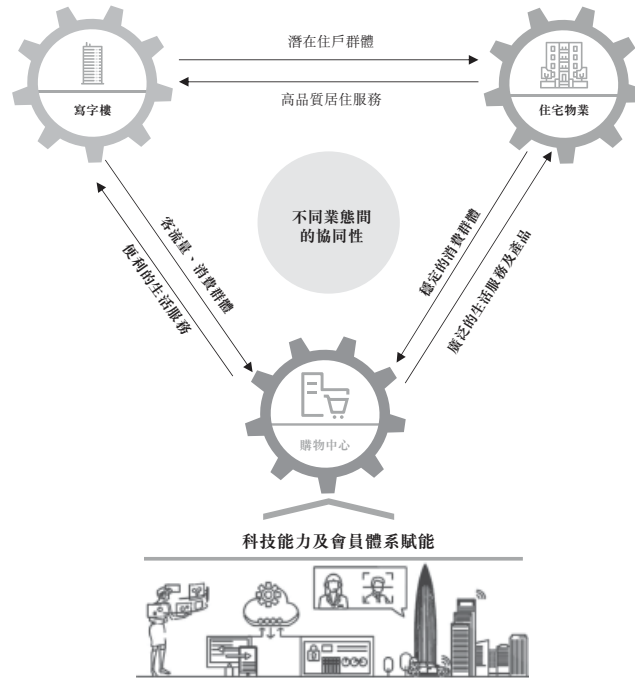 潛在住戶群體
寫字樓
高品質居住服務
住宅物業
不同業態間
的協同性
客流量、消費群體
便利的生活服務
穩定的消費群體
廣泛的生活服務及產品
購物中心
科技能力及會員體系賦能